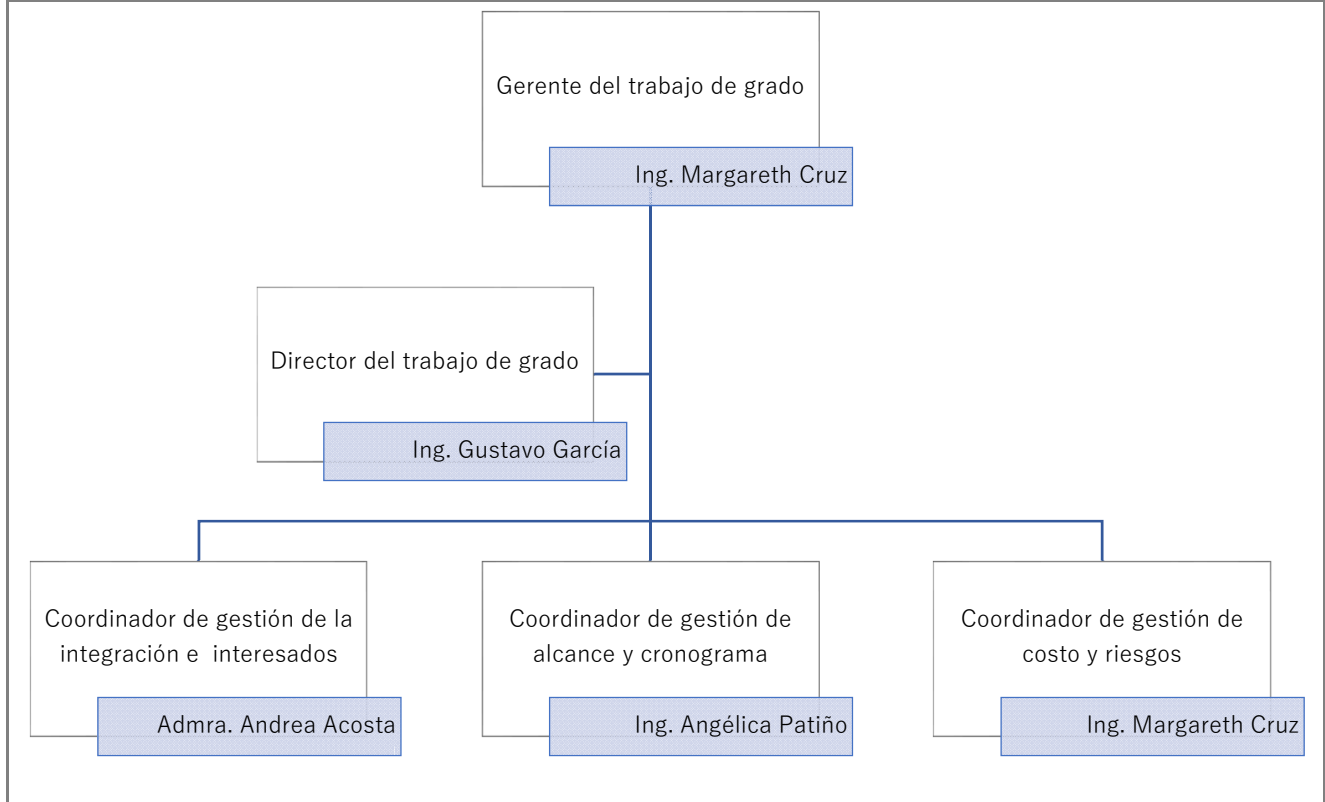 Gerente del trabajo de grado
Ing. Margareth Cruz
Director del trabajo de grado
Ing. Gustavo García
Coordinador de gestión de la
integración e interesados
Admra. Andrea Acosta
Coordinador de gestión de
alcance y cronograma
Ing. Angélica Patiño
Coordinador de gestión de
costo y riesgos
Ing. Margareth Cruz